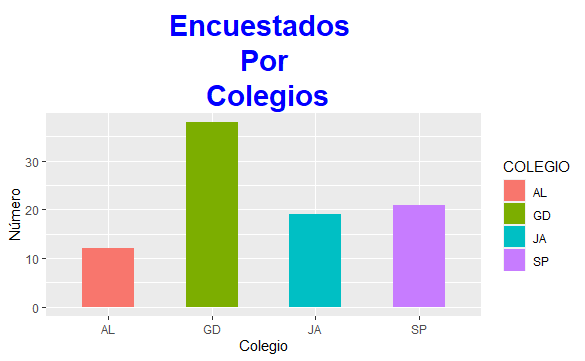 Encuestados
Por
Colegios
Número
30
20
10
0
AL GD JA SP
Colegio
COLEGIO
AL
GD
JA
SP